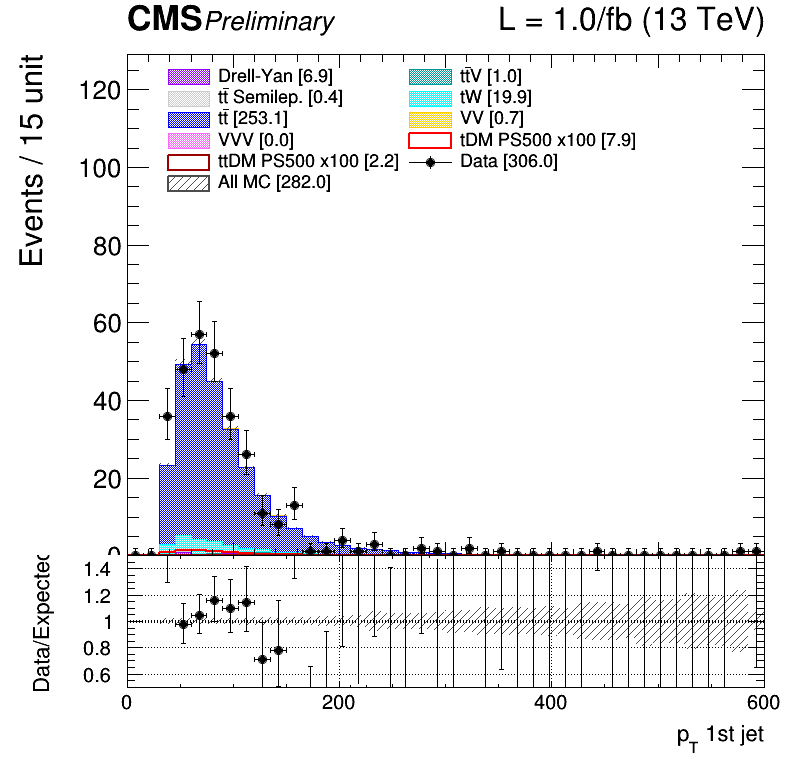 CMS Preliminary L = 1.0/fb (13 TeV)
Events / 15 unit
120
100
80
60
40
20
0
Drell-Yan [6.9]
tt̄ Semilep. [0.4]
tt̄ [253.1]
VVV [0.0]
ttDM PS500 x100 [2.2]
All MC [282.0]
tt̄V [1.0]
tW [19.9]
VV [0.7]
tDM PS500 x100 [7.9]
Data [306.0]
Data/Expected
1.4
1.2
1
0.8
0.6
0 200 400 600
p_T 1st jet